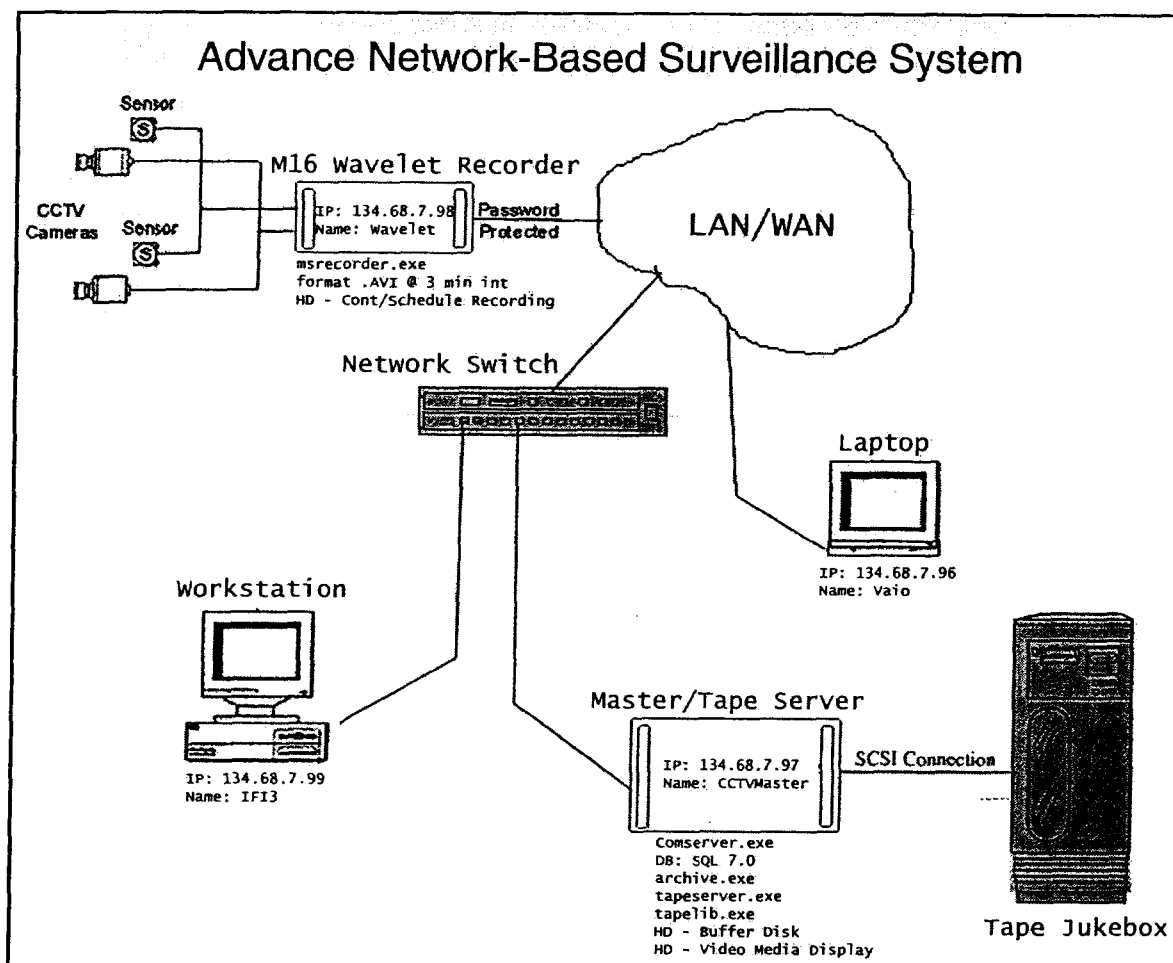 Advance Network-Based Surveillance System
Sensor
S
M16 Wavelet Recorder
CCTV
Cameras
Sensor
S
IP: 134.68.7.98
Name: Wavelet
Password
Protected
LAN/WAN
msrecorder.exe
format .AVI @ 3 min int
HD - Cont/Schedule Recording
Network Switch
Laptop
IP: 134.68.7.96
Name: Vaio
Workstation
IP: 134.68.7.99
Name: IFI3
Master/Tape Server
IP: 134.68.7.97
Name: CCTVMaster
SCSI Connection
Comserver.exe
DB: SQL 7.0
archive.exe
tapeserver.exe
tapelib.exe
HD - Buffer Disk
HD - Video Media Display
Tape Jukebox